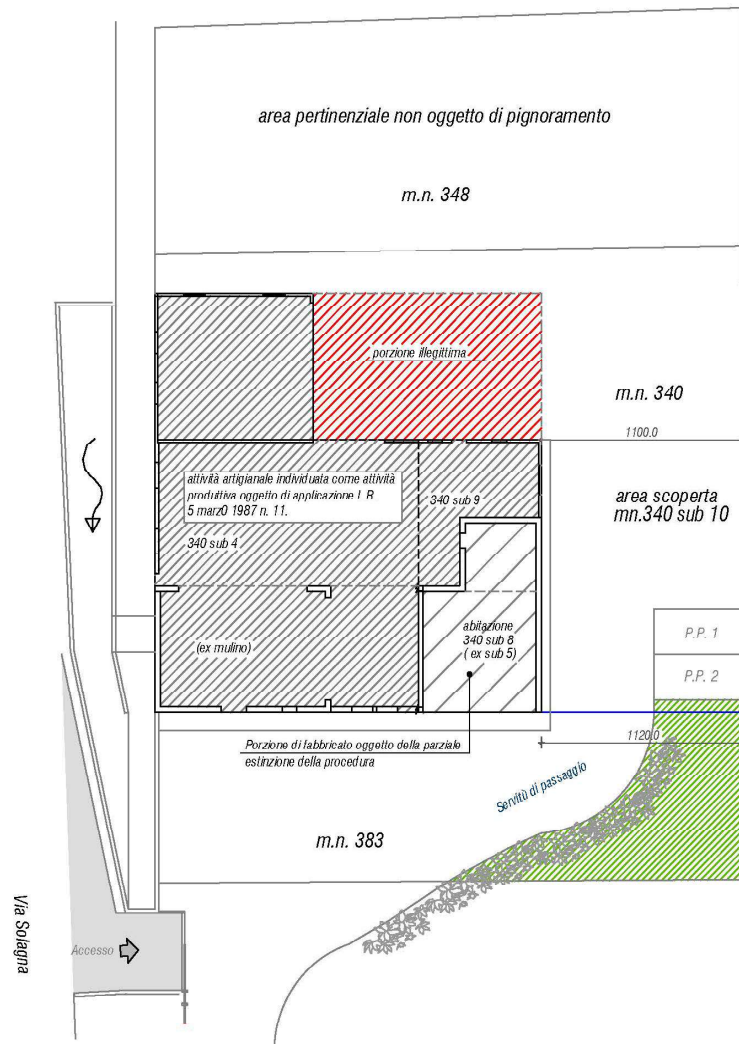 area pertinenziale non oggetto di pignoramento
m.n. 348
porzione illegittima
m.n. 340
1100.0
attività artigianale individuata come attività
produttiva oggetto di applicazione L.R.
5 marz0 1987 n. 11.
340 sub 9
area scoperta
mn.340 sub 10
340 sub 4
(ex mulino)
abitazione
340 sub 8
( ex sub 5)
P.P. 1
P.P. 2
Porzione di fabbricato oggetto della parziale
estinzione della procedura
1120.0
Servitù di passaggio
m.n. 383
Via Solagna
Accesso